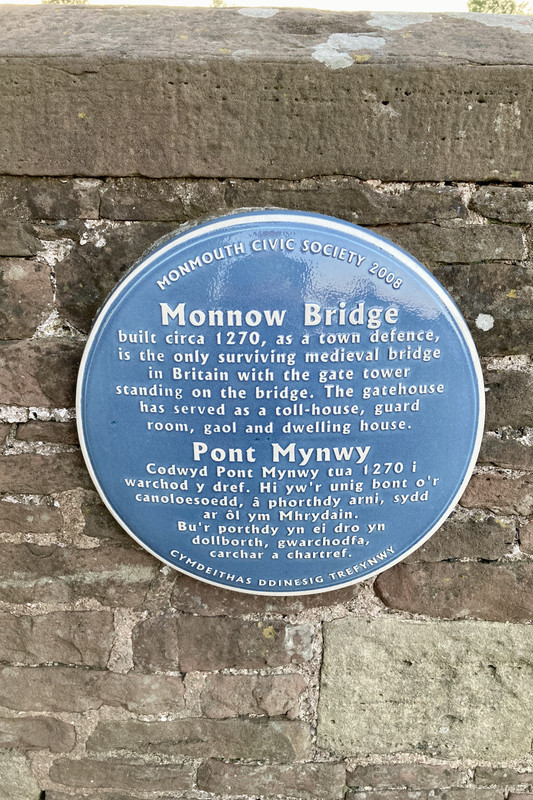 MONMOUTH CIVIC SOCIETY 2008
Monnow Bridge
built circa 1270, as a town defence,
is the only surviving medieval bridge
in Britain with the gate tower
standing on the bridge. The gatehouse
has served as a toll-house, guard
room, gaol and dwelling house.
Pont Mynwy
Codwyd Pont Mynwy tua 1270 i
warchod y dref. Hi yw'r unig bont o'r
canoloesoedd, â phorthdy arni, sydd
ar ôl ym Mhrydain.
Bu'r porthdy yn ei dro yn
dollborth, gwarchodfa,
carchar a chartref.
CYMDEITHAS DDINESIG TREFYNWY